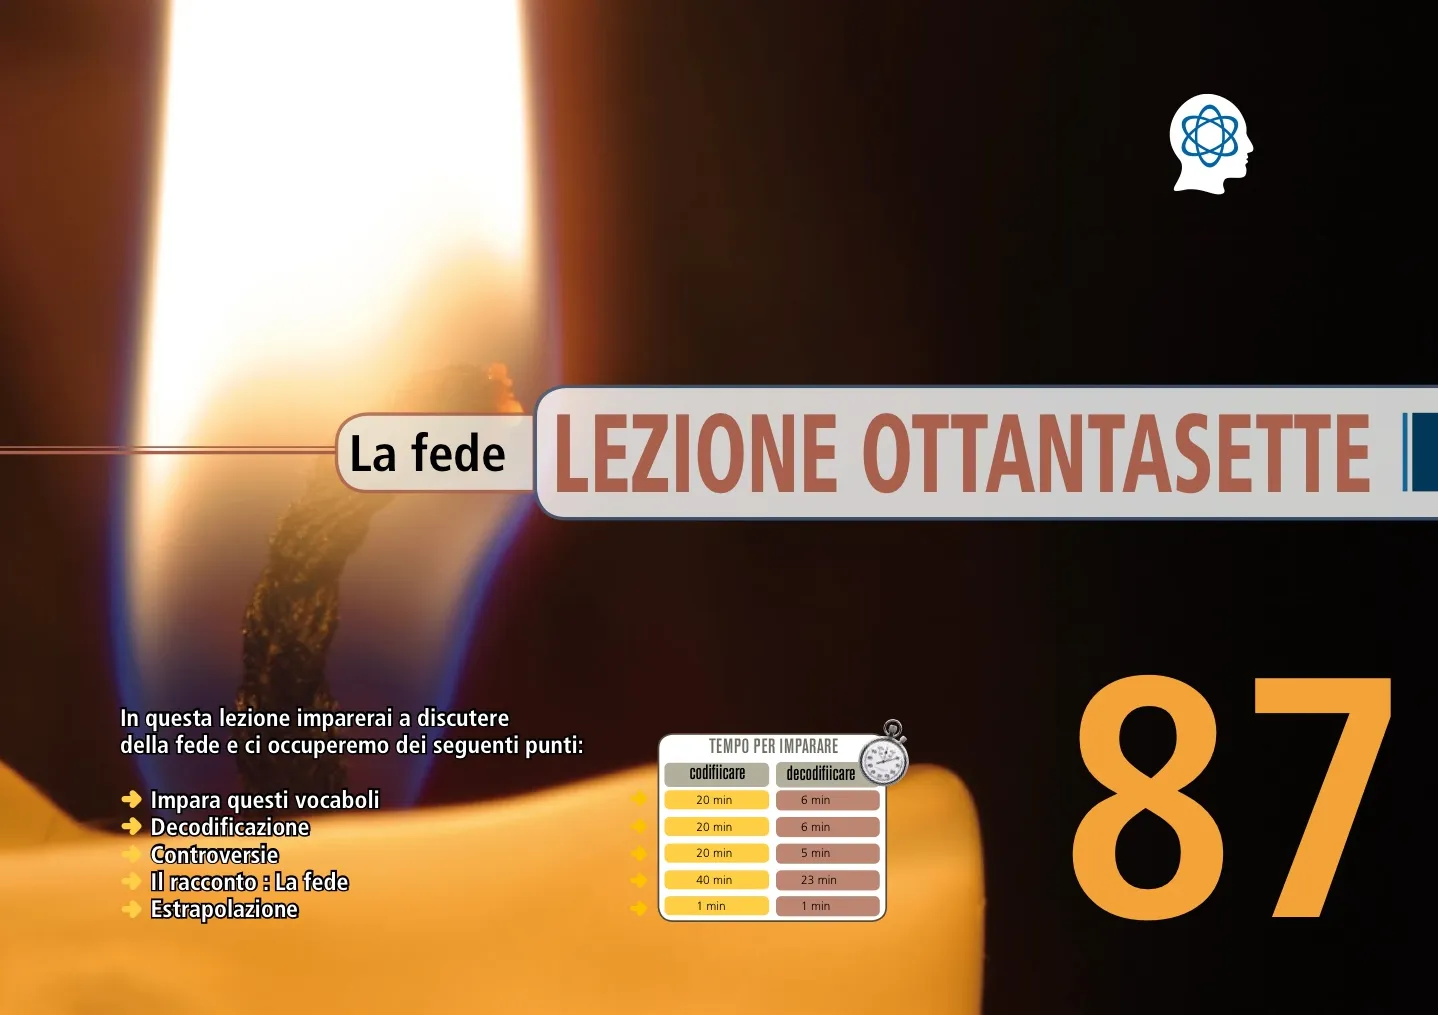 La fede
LEZIONE OTTANTASETTE
87
In questa lezione imparerai a discutere
della fede e ci occuperemo dei seguenti punti:
Impara questi vocaboli
Decodificazione
Controversie
Il racconto : La fede
Estrapolazione
TEMPO PER IMPARARE
codifiicare decodifiicare
20 min 6 min
20 min 6 min
20 min 5 min
40 min 23 min
1 min 1 min